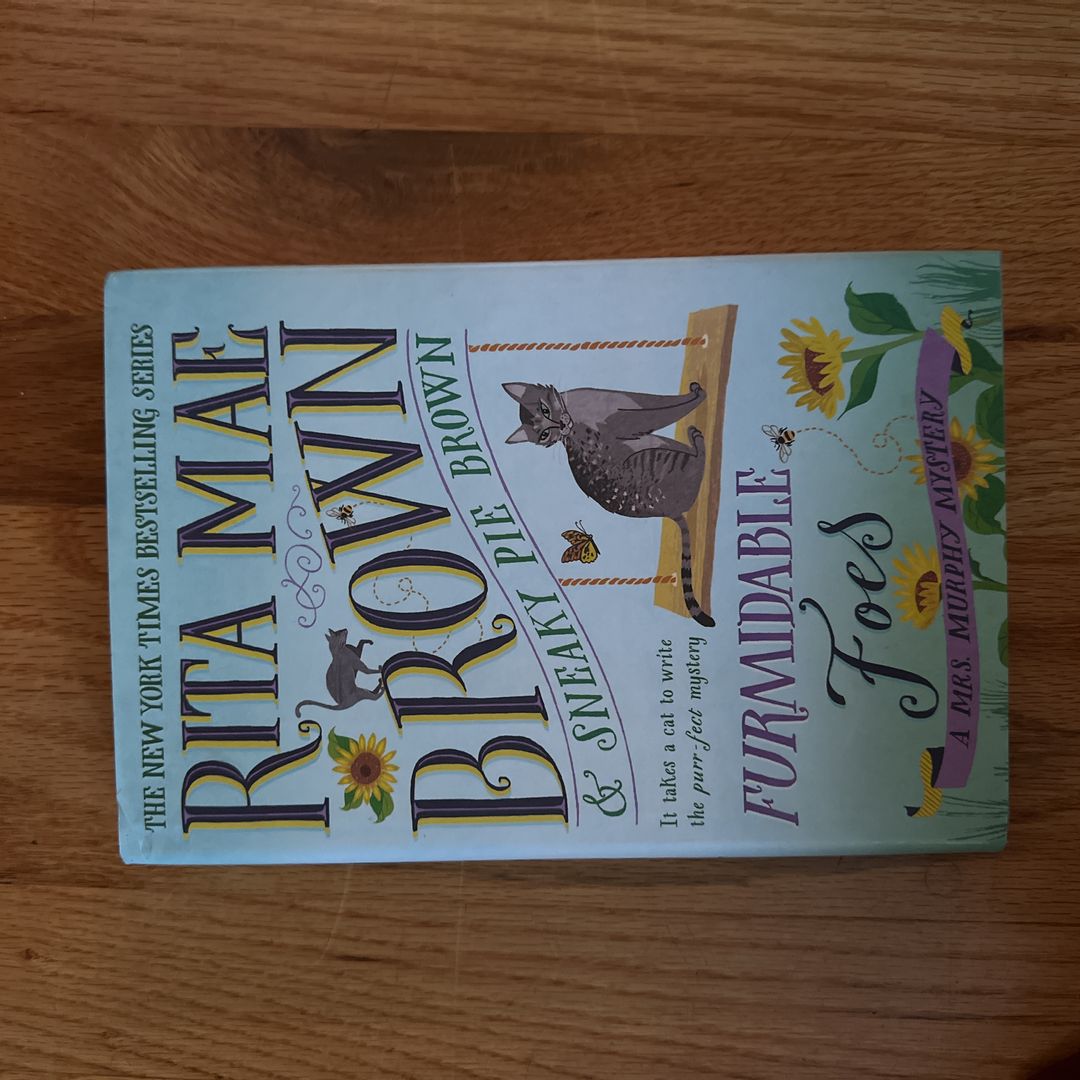 THE NEW YORK TIMES BESTSELLING SERIES
RITA MAE
BROWN
& SNEAKY PIE BROWN
It takes a cat to write
the purr-fect mystery
FURMIDABLE
Foes
A MRS. MURPHY MYSTERY